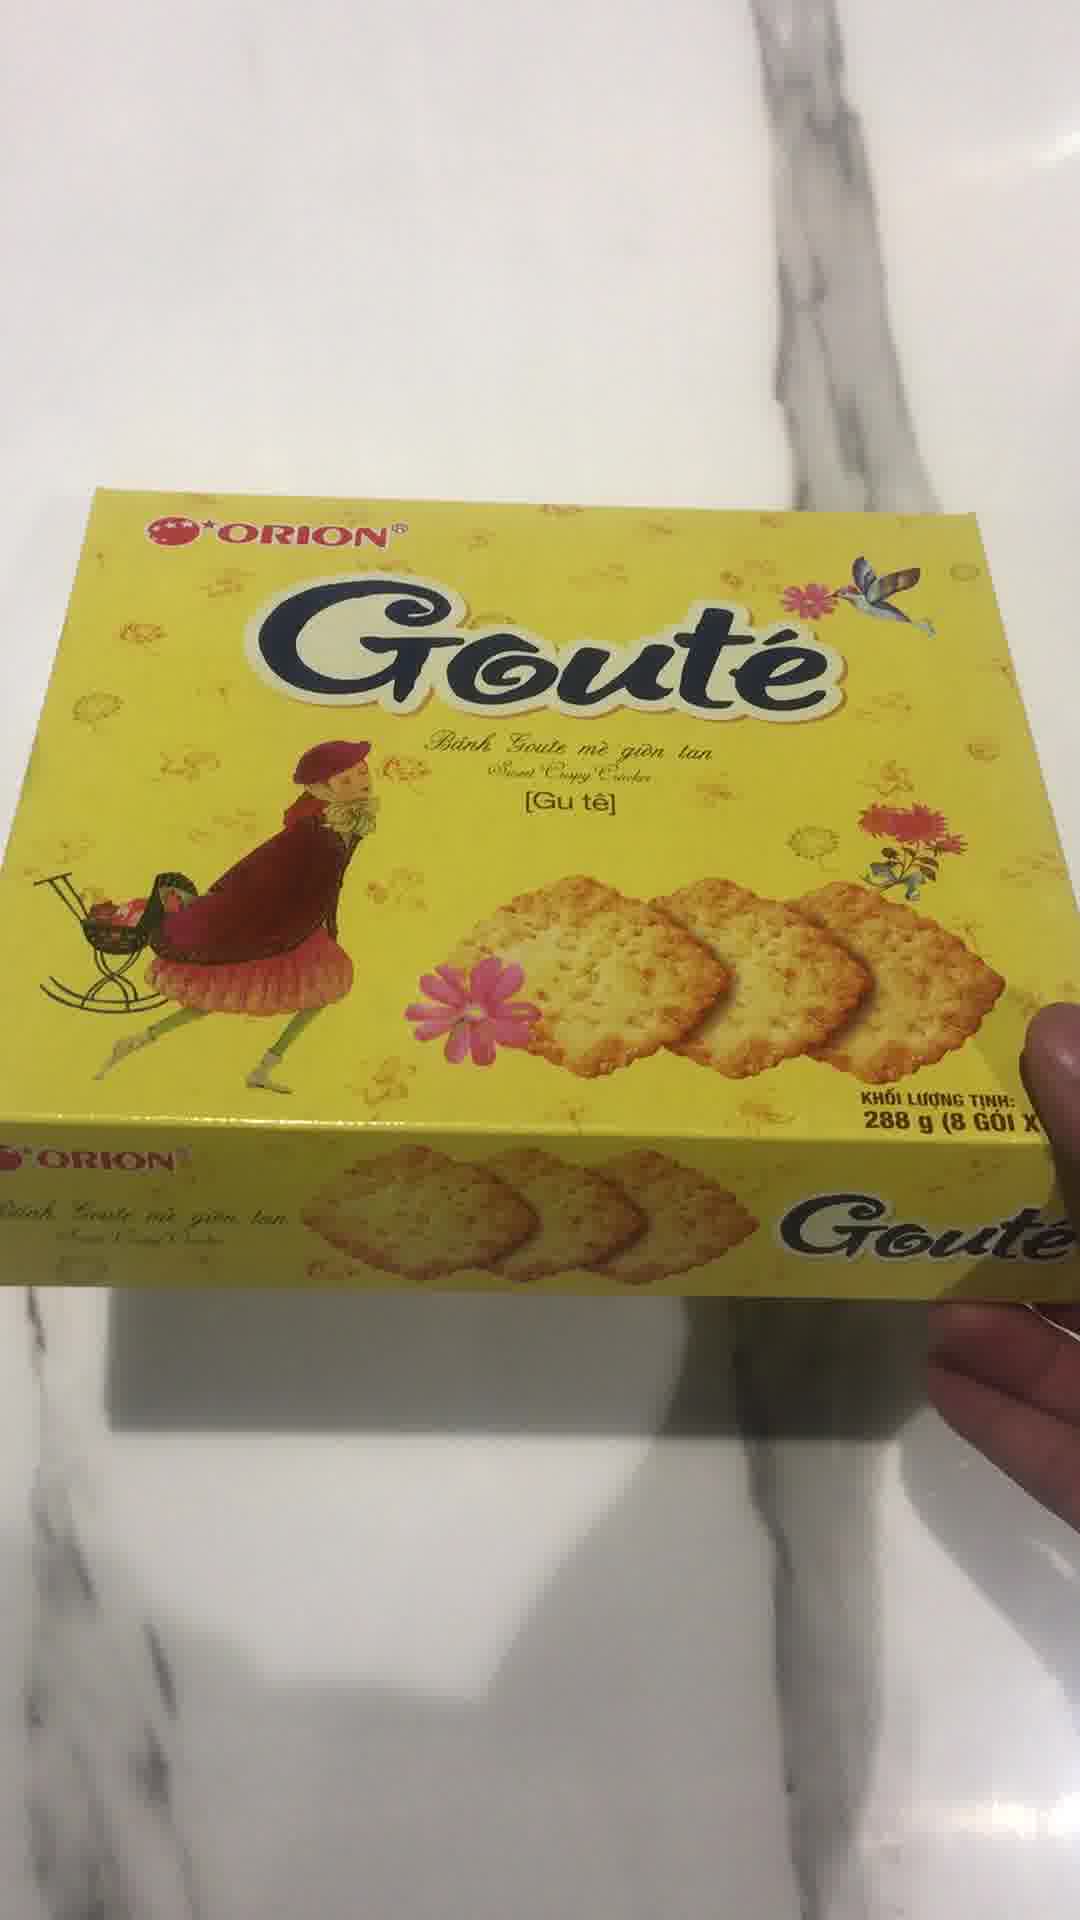 ORION®
Gouté
Bánh Goute mè giòn tan
Sweet Crispy Cracker
[Gu tê]
KHỐI LƯỢNG TỊNH:
288 g (8 GÓI X
ORION®
Bánh Goute mè giòn tan
Sweet Crispy Cracker
Gouté